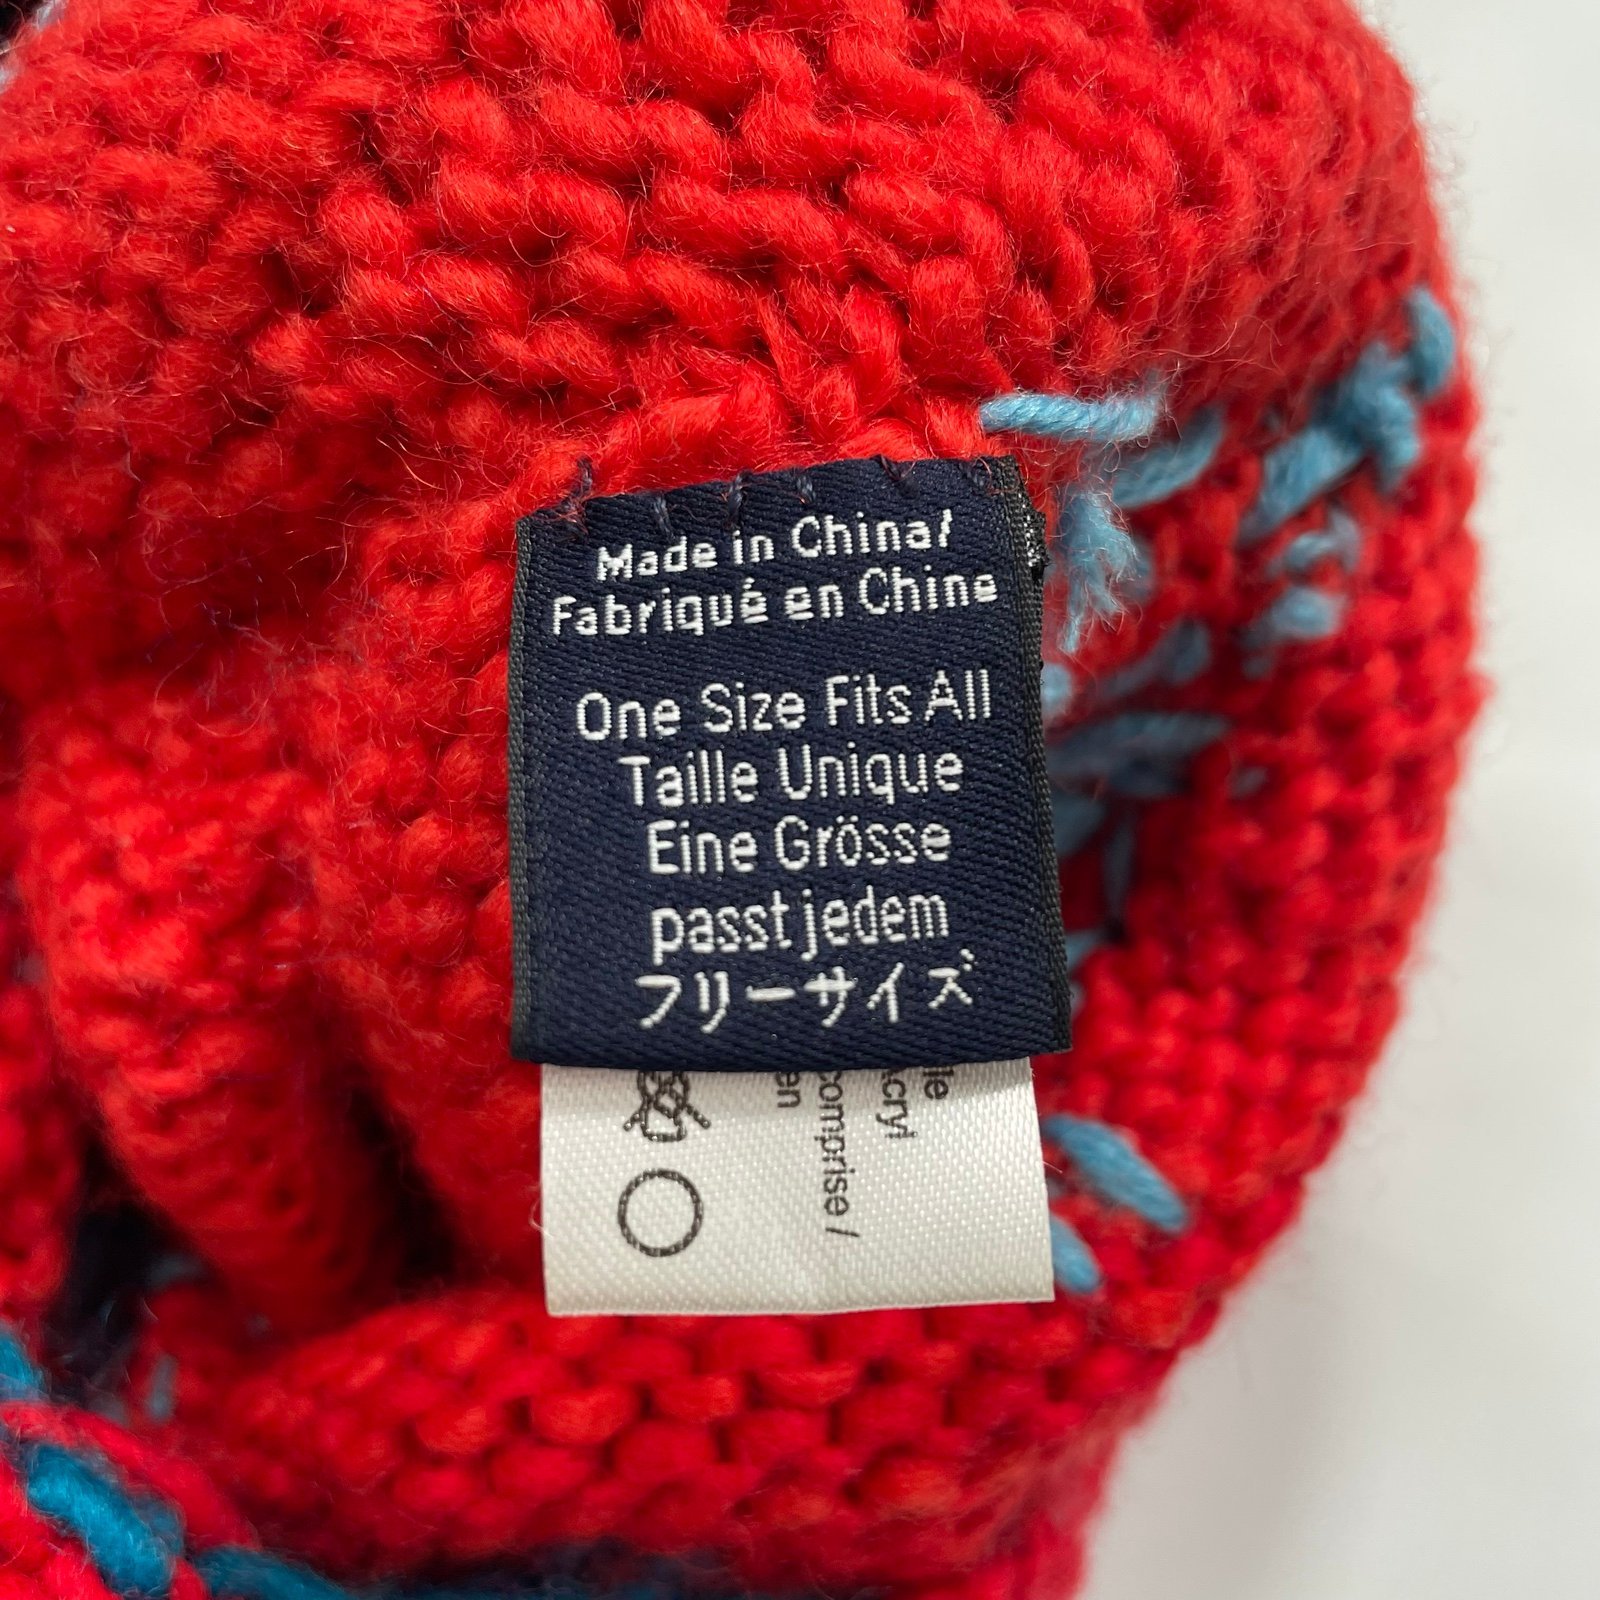 Made in China/
Fabriqué en Chine
One Size Fits All
Taille Unique
Eine Grösse
passt jedem
フリーサイズ
comprise /